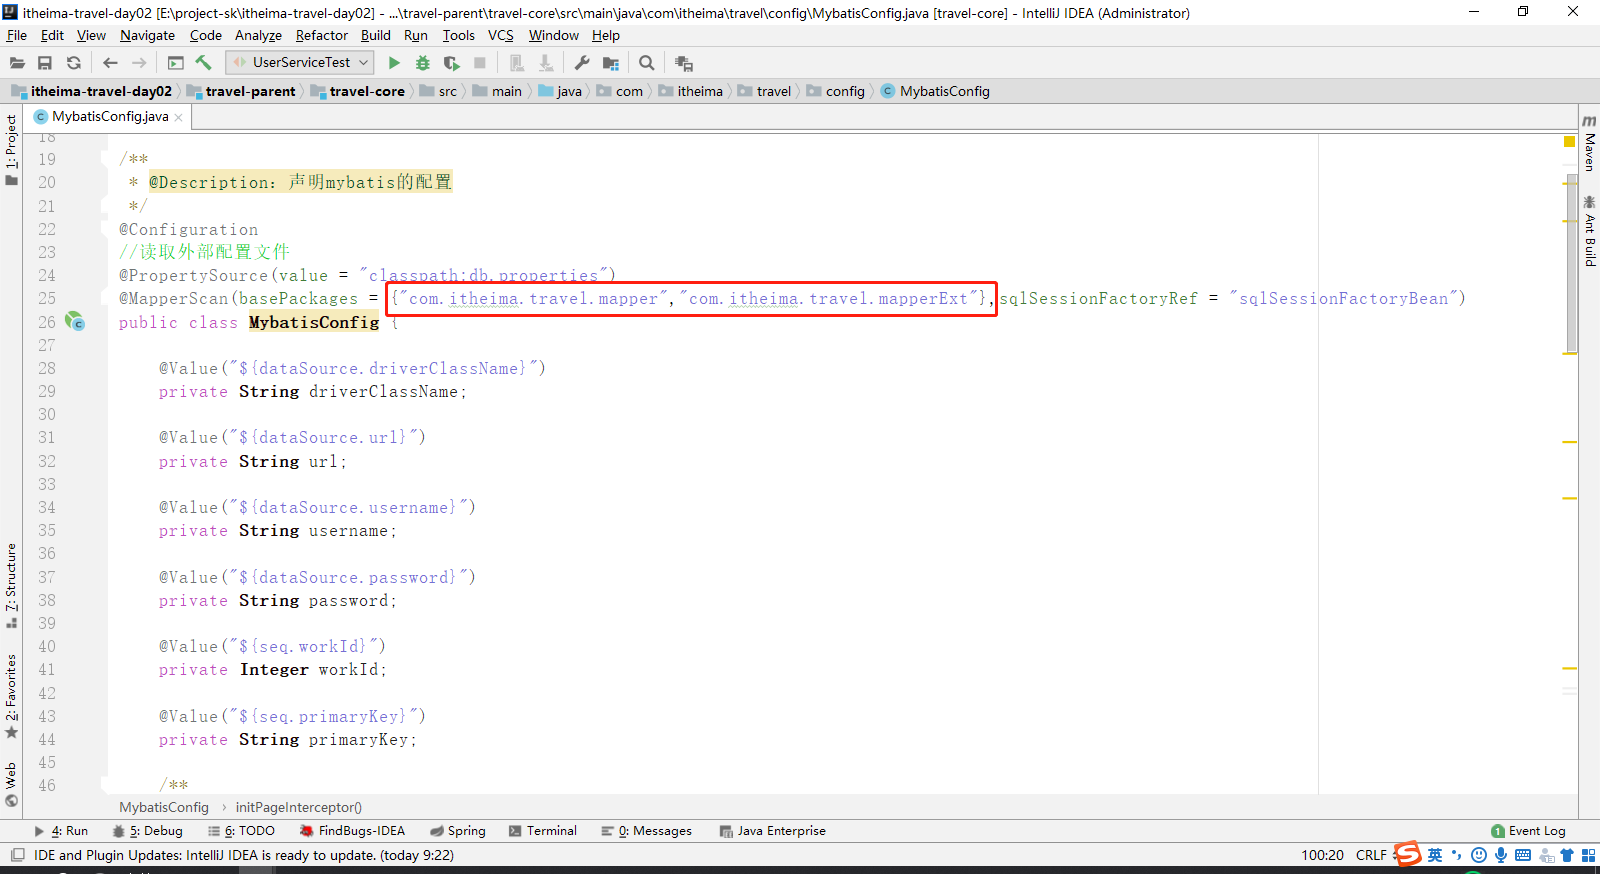 itheima-travel-day02 [E:\project-sk\itheima-travel-day02] - ...\travel-parent\travel-core\src\main\java\com\itheima\travel\config\MybatisConfig.java [travel-core] - IntelliJ IDEA (Administrator)
File Edit View Navigate Code Analyze Refactor Build Run Tools VCS Window Help
UserServiceTest
itheima-travel-day02 travel-parent travel-core src main java com itheima travel config MybatisConfig
MybatisConfig.java
1: Project
7: Structure
2: Favorites
Web
Maven
Ant Build
18
19 /**
20 * @Description: 声明mybatis的配置
21 */
22 @Configuration
23 //读取外部配置文件
24 @PropertySource(value = "classpath:db.properties")
25 @MapperScan(basePackages = {"com.itheima.travel.mapper","com.itheima.travel.mapperExt"},sqlSessionFactoryRef = "sqlSessionFactoryBean")
26 public class MybatisConfig {
27
28 @Value("${dataSource.driverClassName}")
29 private String driverClassName;
30
31 @Value("${dataSource.url}")
32 private String url;
33
34 @Value("${dataSource.username}")
35 private String username;
36
37 @Value("${dataSource.password}")
38 private String password;
39
40 @Value("${seq.workId}")
41 private Integer workId;
42
43 @Value("${seq.primaryKey}")
44 private String primaryKey;
45
46 /**
MybatisConfig › initPageInterceptor()
4: Run 5: Debug 6: TODO FindBugs-IDEA Spring Terminal 0: Messages Java Enterprise 1 Event Log
IDE and Plugin Updates: IntelliJ IDEA is ready to update. (today 9:22) 100:20 CRLF 英